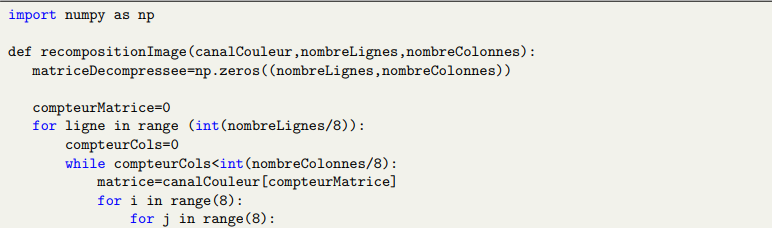 import numpy as np
def recompositionImage(canalCouleur,nombreLignes,nombreColonnes):
matriceDecompressee=np.zeros((nombreLignes,nombreColonnes))
compteurMatrice=0
for ligne in range (int(nombreLignes/8)):
compteurCols=0
while compteurCols<int(nombreColonnes/8):
matrice=canalCouleur[compteurMatrice]
for i in range(8):
for j in range(8):